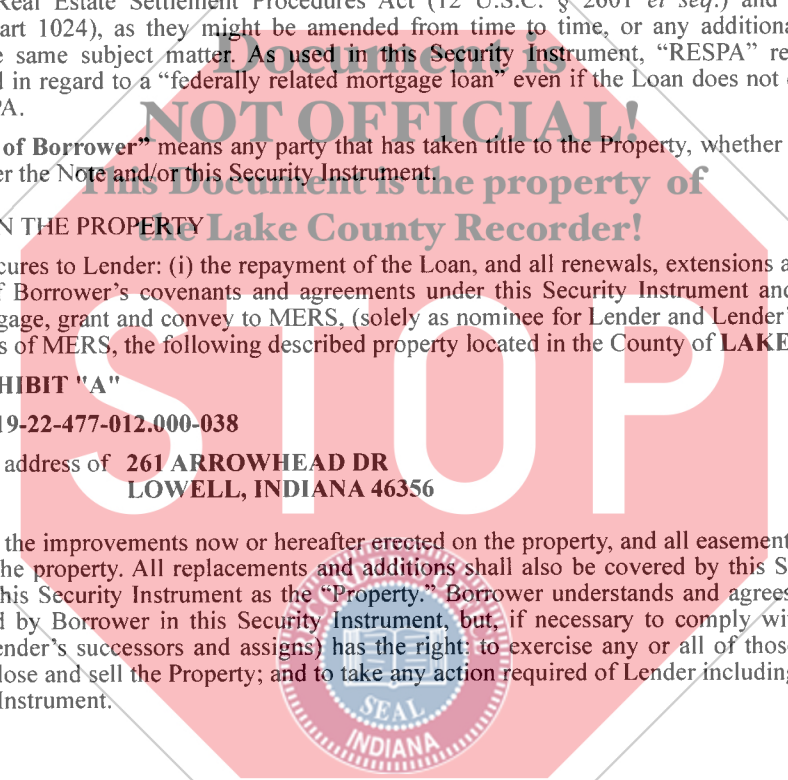 Real Estate Settlement Procedures Act (12 U.S.C. § 2601 et seq.) and
art 1024), as they might be amended from time to time, or any additiona
e same subject matter. As used in this Security Instrument, “RESPA” re
d in regard to a “federally related mortgage loan” even if the Loan does not
PA.
of Borrower” means any party that has taken title to the Property, whether
er the Note and/or this Security Instrument.
N THE PROPERTY
cures to Lender: (i) the repayment of the Loan, and all renewals, extensions a
f Borrower’s covenants and agreements under this Security Instrument and
gage, grant and convey to MERS, (solely as nominee for Lender and Lender’
s of MERS, the following described property located in the County of LAKE
HIBIT "A"
19-22-477-012.000-038
address of 261 ARROWHEAD DR
LOWELL, INDIANA 46356
the improvements now or hereafter erected on the property, and all easement
he property. All replacements and additions shall also be covered by this S
his Security Instrument as the “Property.” Borrower understands and agrees
d by Borrower in this Security Instrument, but, if necessary to comply wi
ender’s successors and assigns) has the right: to exercise any or all of those
lose and sell the Property; and to take any action required of Lender including
Instrument.
Document is
NOT OFFICIAL!
This Document is the property of
the Lake County Recorder!
STOP
SEAL
INDIANA